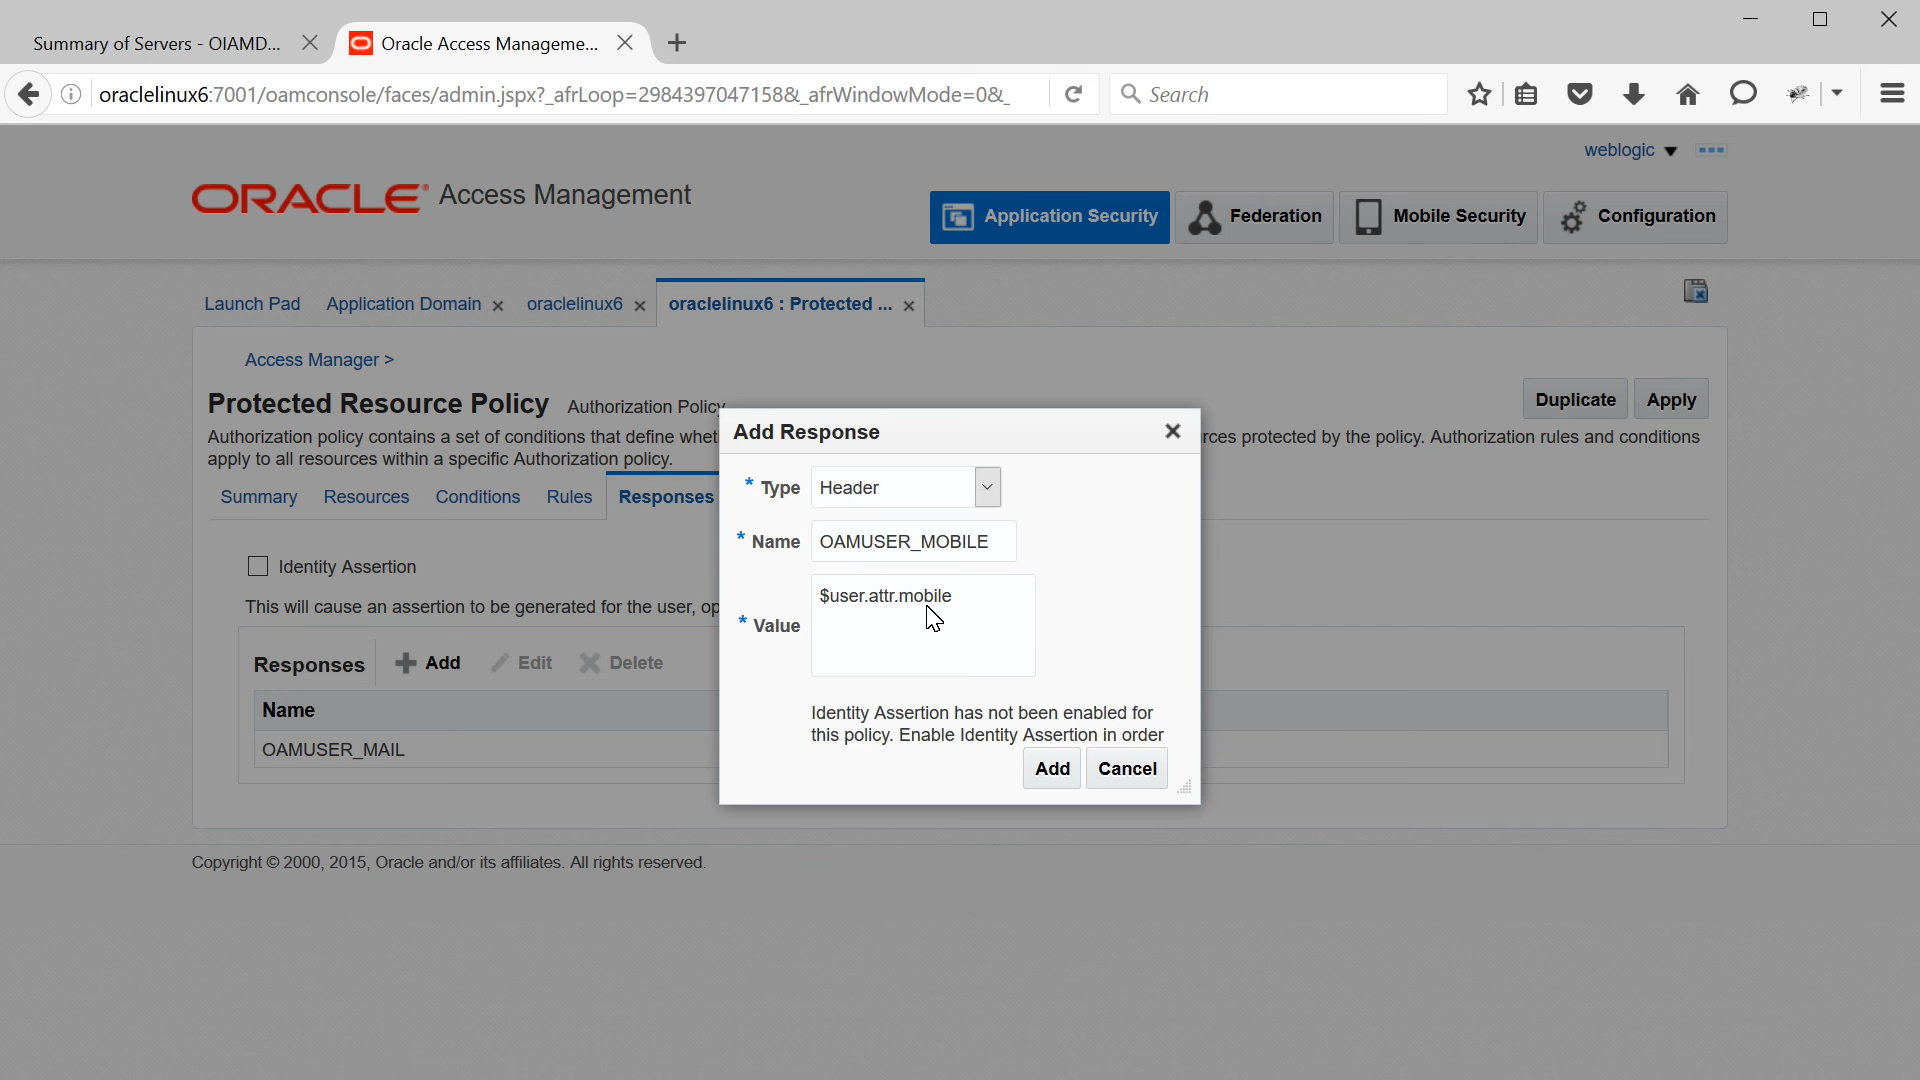 Summary of Servers - OIAMD...
Oracle Access Manageme...
oraclelinux6:7001/oamconsole/faces/admin.jspx?_afrLoop=2984397047158&_afrWindowMode=0&_
Search
weblogic
ORACLE Access Management
Application Security
Federation
Mobile Security
Configuration
Launch Pad
Application Domain
oraclelinux6
oraclelinux6 : Protected ...
Access Manager >
Protected Resource Policy Authorization Policy
Duplicate
Apply
Authorization policy contains a set of conditions that define whet
rces protected by the policy. Authorization rules and conditions
apply to all resources within a specific Authorization policy.
Summary
Resources
Conditions
Rules
Responses
Identity Assertion
This will cause an assertion to be generated for the user, op
Responses
Add
Edit
Delete
Name
OAMUSER_MAIL
Add Response
* Type Header
* Name OAMUSER_MOBILE
* Value $user.attr.mobile
Identity Assertion has not been enabled for
this policy. Enable Identity Assertion in order
Add
Cancel
Copyright © 2000, 2015, Oracle and/or its affiliates. All rights reserved.